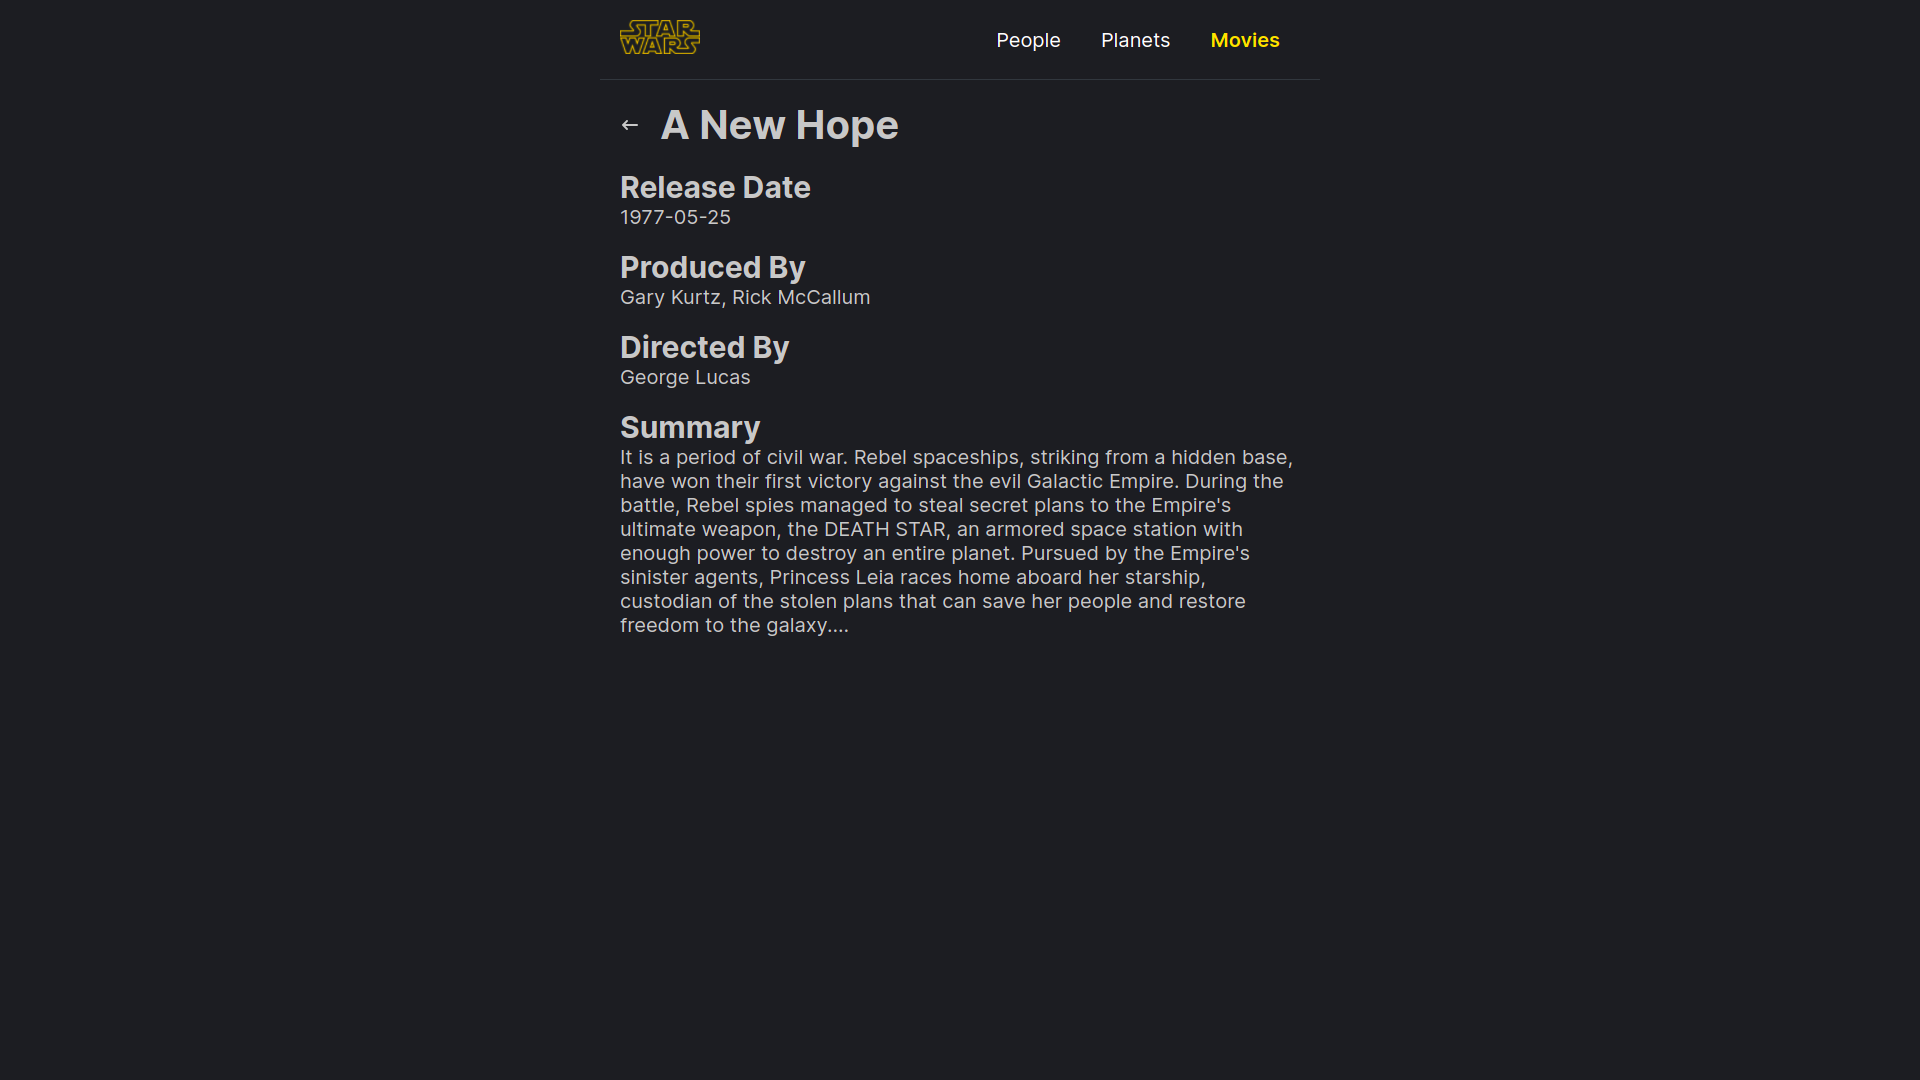 STAR
WARS
People
Planets
Movies
A New Hope
Release Date
1977-05-25
Produced By
Gary Kurtz, Rick McCallum
Directed By
George Lucas
Summary
It is a period of civil war. Rebel spaceships, striking from a hidden base,
have won their first victory against the evil Galactic Empire. During the
battle, Rebel spies managed to steal secret plans to the Empire's
ultimate weapon, the DEATH STAR, an armored space station with
enough power to destroy an entire planet. Pursued by the Empire's
sinister agents, Princess Leia races home aboard her starship,
custodian of the stolen plans that can save her people and restore
freedom to the galaxy....